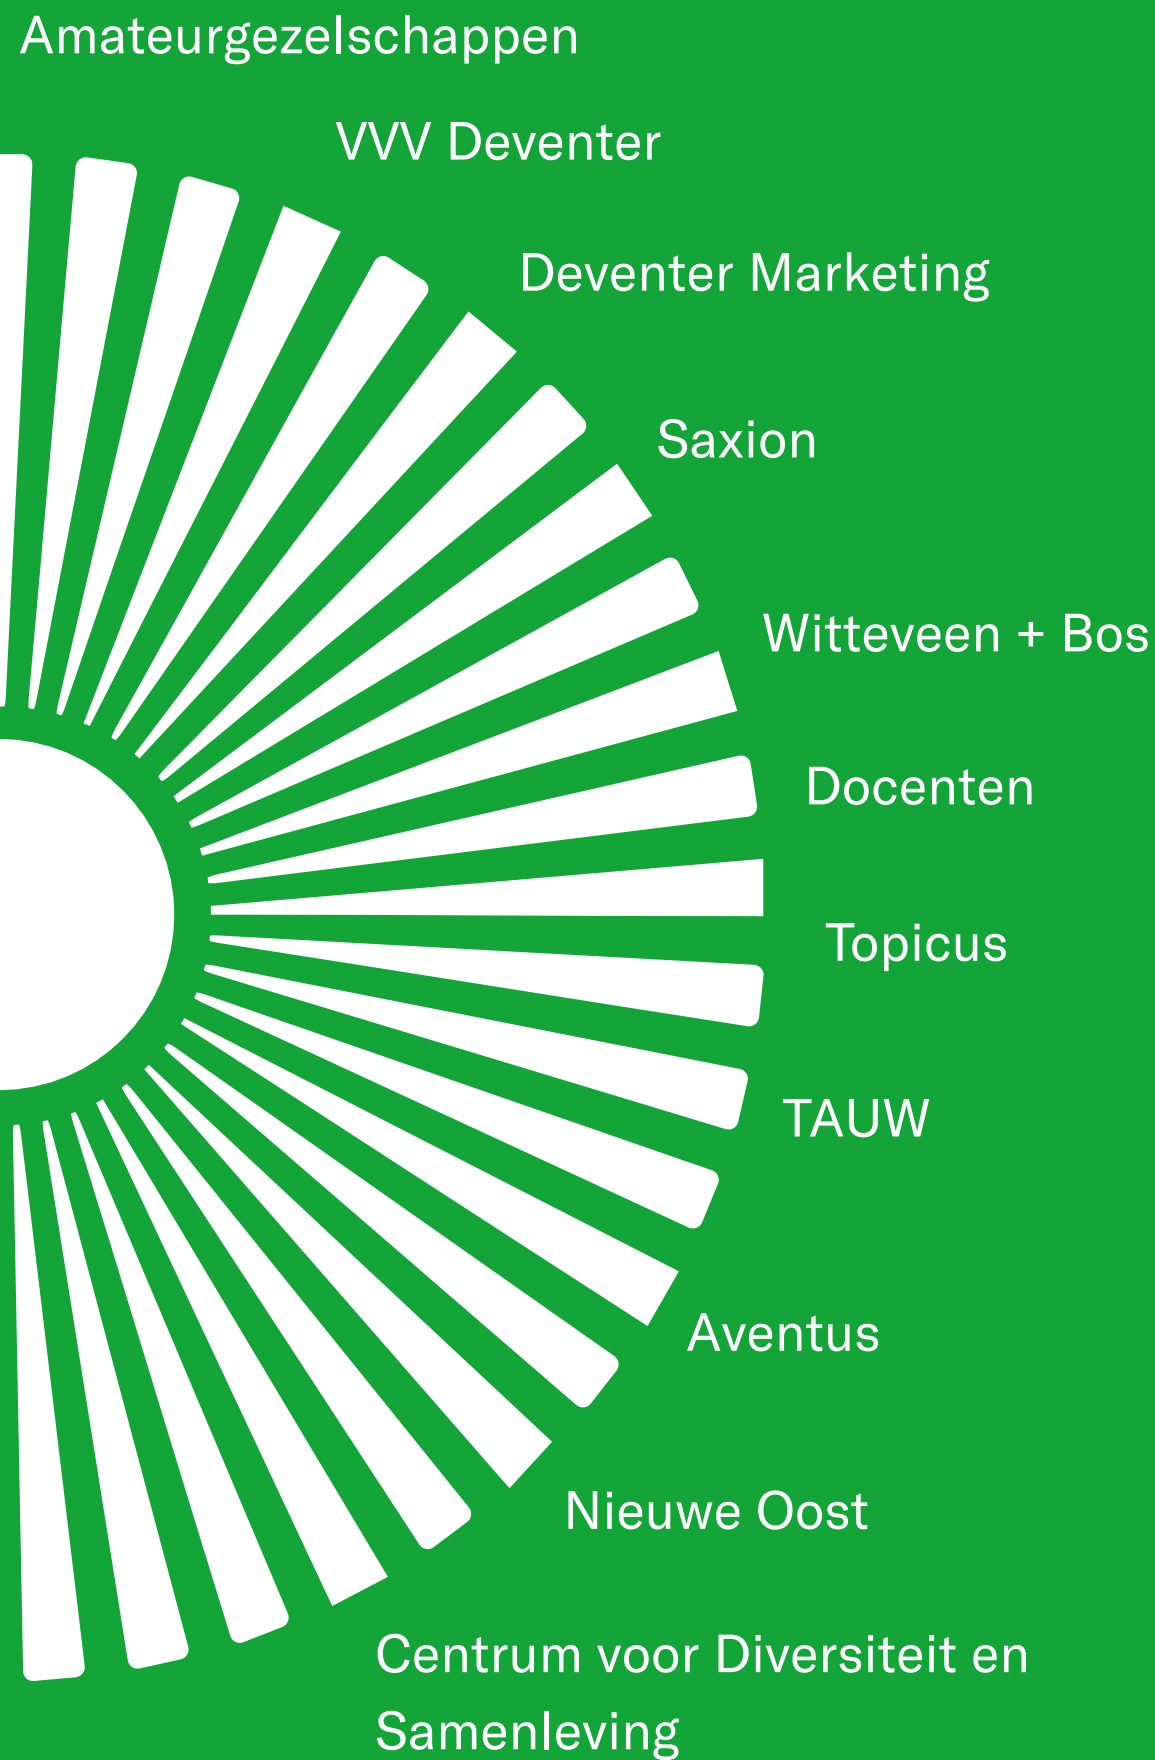 Amateurgezelschappen
VVV Deventer
Deventer Marketing
Saxion
Witteveen + Bos
Docenten
Topicus
TAUW
Aventus
Nieuwe Oost
Centrum voor Diversiteit en
Samenleving